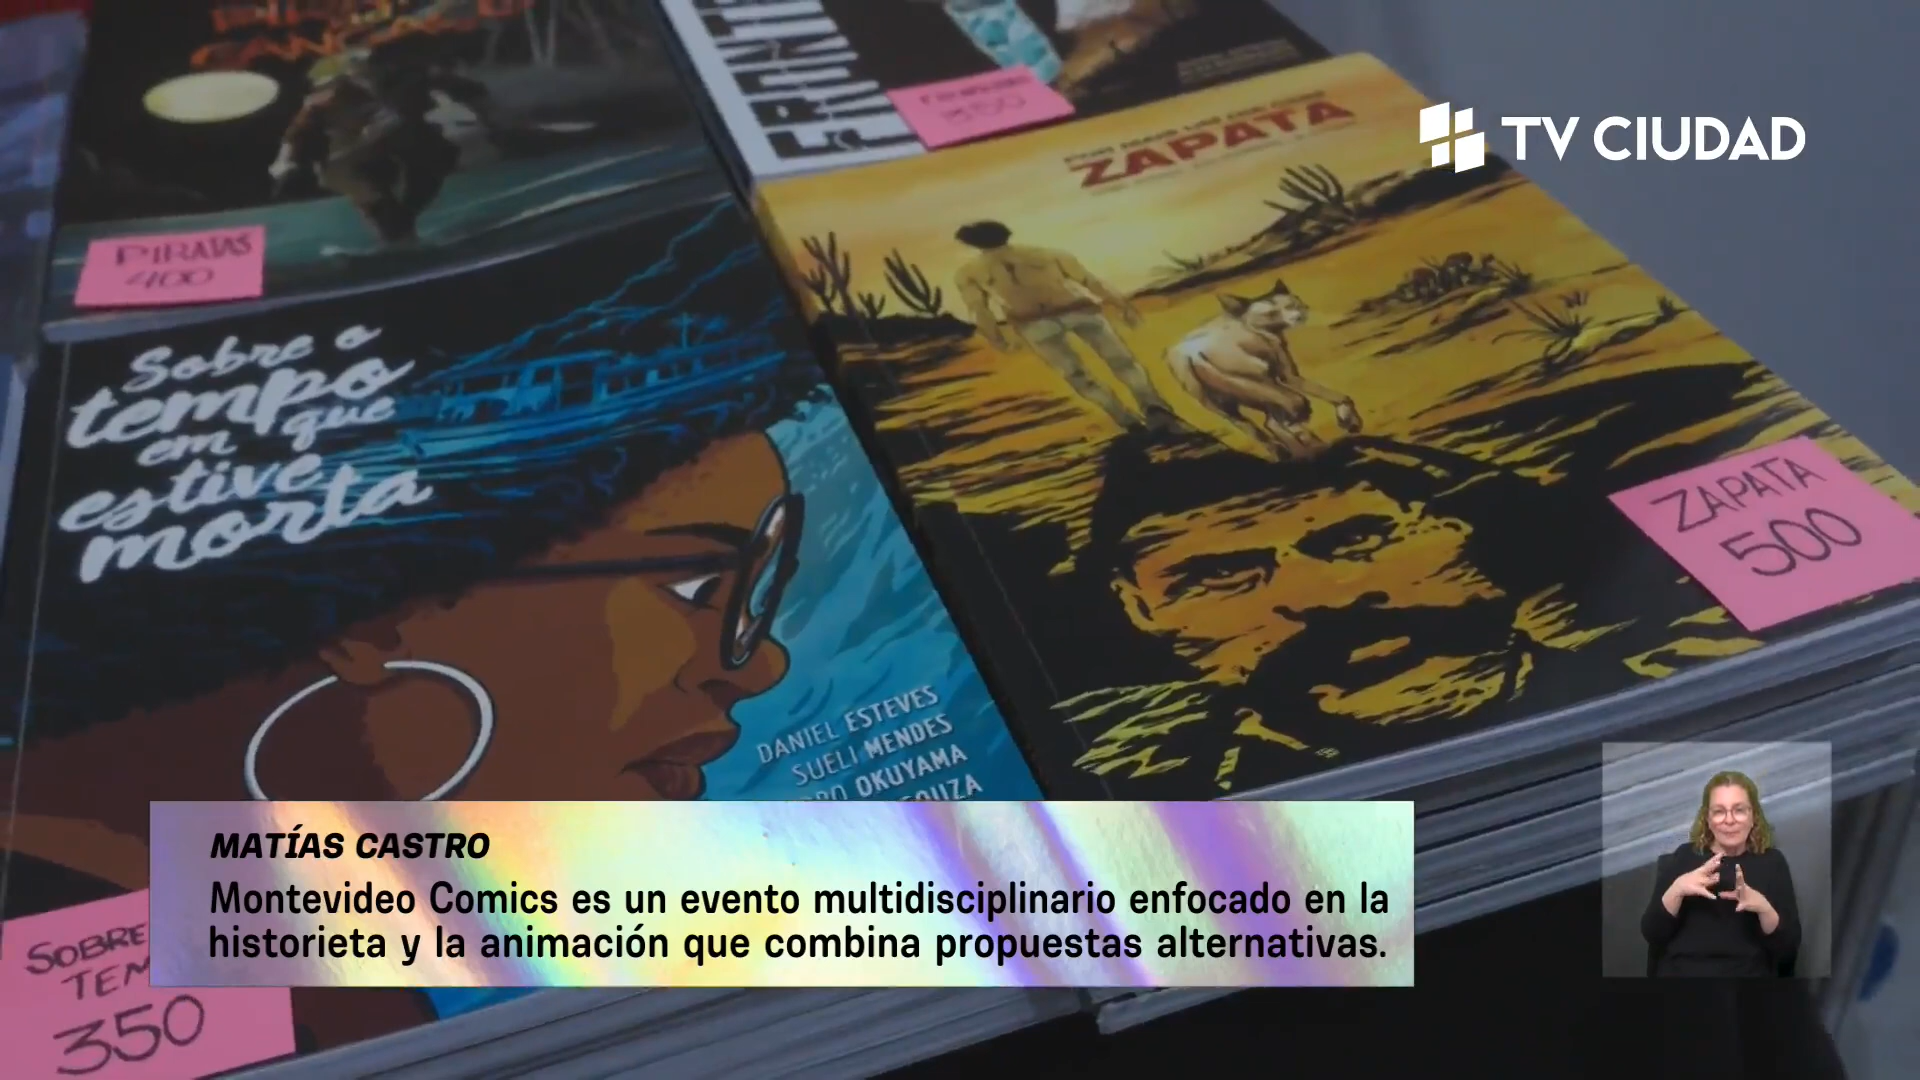 TV CIUDAD
ZAPATA
PIRATAS
400
350
Sobre o
tempo
em que
estive
morta
ZAPATA
500
DANIEL ESTEVES
SUELI MENDES
OKUYAMA
SOUZA
MATÍAS CASTRO
Montevideo Comics es un evento multidisciplinario enfocado en la
historieta y la animación que combina propuestas alternativas.
SOBRE
TEM
350